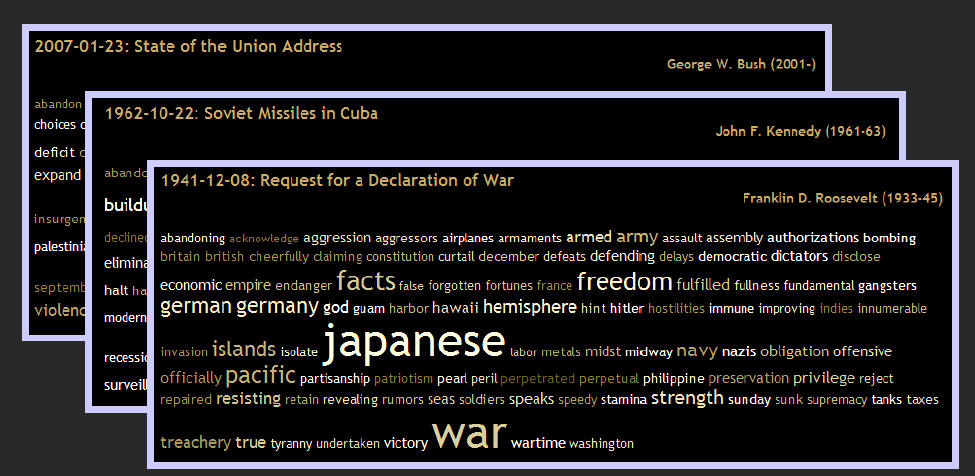 2007-01-23: State of the Union Address
George W. Bush (2001-)
abandon
choices
deficit
expand
violenc
1962-10-22: Soviet Missiles in Cuba
John F. Kennedy (1961-63)
buildu
declined
elimina
halt
modern
recessio
surveill
1941-12-08: Request for a Declaration of War
Franklin D. Roosevelt (1933-45)
abandoning acknowledge aggression aggressors airplanes armaments armed army assault assembly authorizations bombing
britain british cheerfully claiming constitution curtail december defeats defending delays democratic dictators disclose
economic empire endanger facts false forgotten fortunes france freedom fulfilled fullness fundamental gangsters
german germany god guam harbor hawaii hemisphere hint hitler hostilities immune improving indies innumerable
invasion islands isolate japanese labor metals midst midway navy nazis obligation offensive
officially pacific partisanship patriotism pearl peril perpetrated perpetual philippine preservation privilege reject
repaired resisting retain revealing rumors seas soldiers speaks speedy stamina strength sunday sunk supremacy tanks taxes
treachery true tyranny undertaken victory war wartime washington